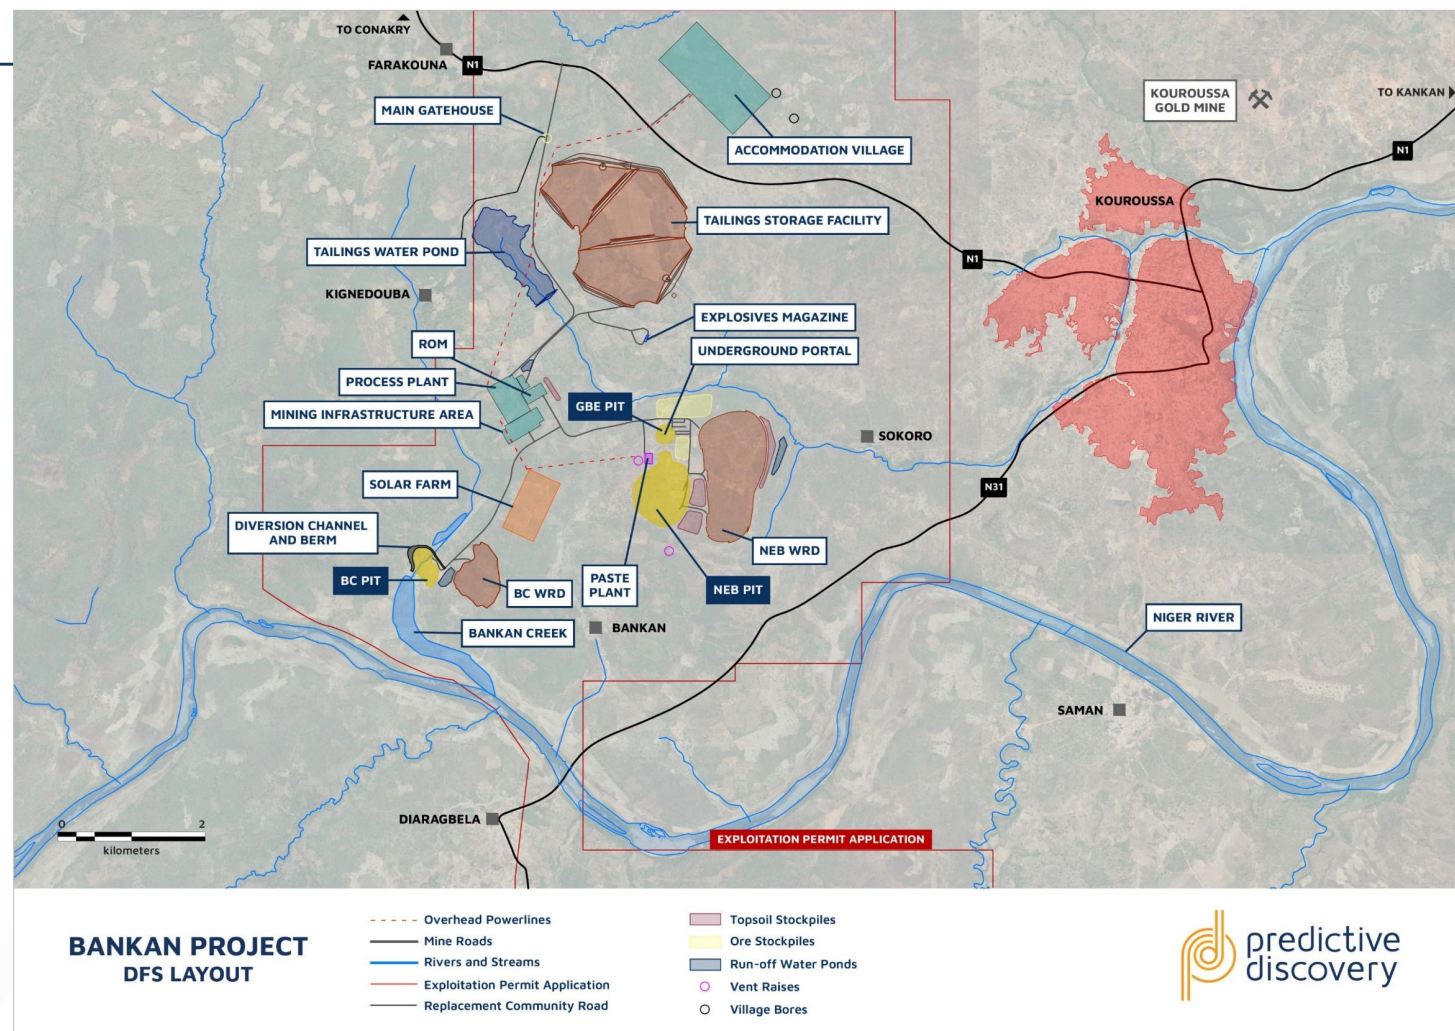 TO CONAKRY
FARAKOUNA
N1
MAIN GATEHOUSE
KOUROUSSA
GOLD MINE
TO KANKAN
ACCOMMODATION VILLAGE
N1
KOUROUSSA
TAILINGS STORAGE FACILITY
TAILINGS WATER POND
N1
KIGNEDOUBA
EXPLOSIVES MAGAZINE
ROM
UNDERGROUND PORTAL
PROCESS PLANT
GBE PIT
MINING INFRASTRUCTURE AREA
SOKORO
SOLAR FARM
N31
DIVERSION CHANNEL
AND BERM
NEB WRD
BC PIT
BC WRD
PASTE
PLANT
NEB PIT
BANKAN CREEK
BANKAN
NIGER RIVER
SAMAN
DIARAGBELA
0 2
kilometers
EXPLOITATION PERMIT APPLICATION
BANKAN PROJECT
DFS LAYOUT
Overhead Powerlines
Mine Roads
Rivers and Streams
Exploitation Permit Application
Replacement Community Road
Topsoil Stockpiles
Ore Stockpiles
Run-off Water Ponds
Vent Raises
Village Bores
predictive
discovery